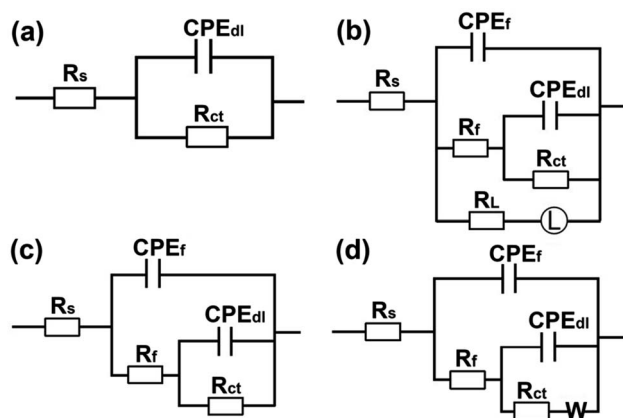 (a)
CPEdl
Rs
Rct
(b)
CPEf
Rs
CPEdl
Rf
Rct
RL
L
(c)
CPEf
Rs
CPEdl
Rf
Rct
(d)
CPEf
Rs
CPEdl
Rf
Rct
W